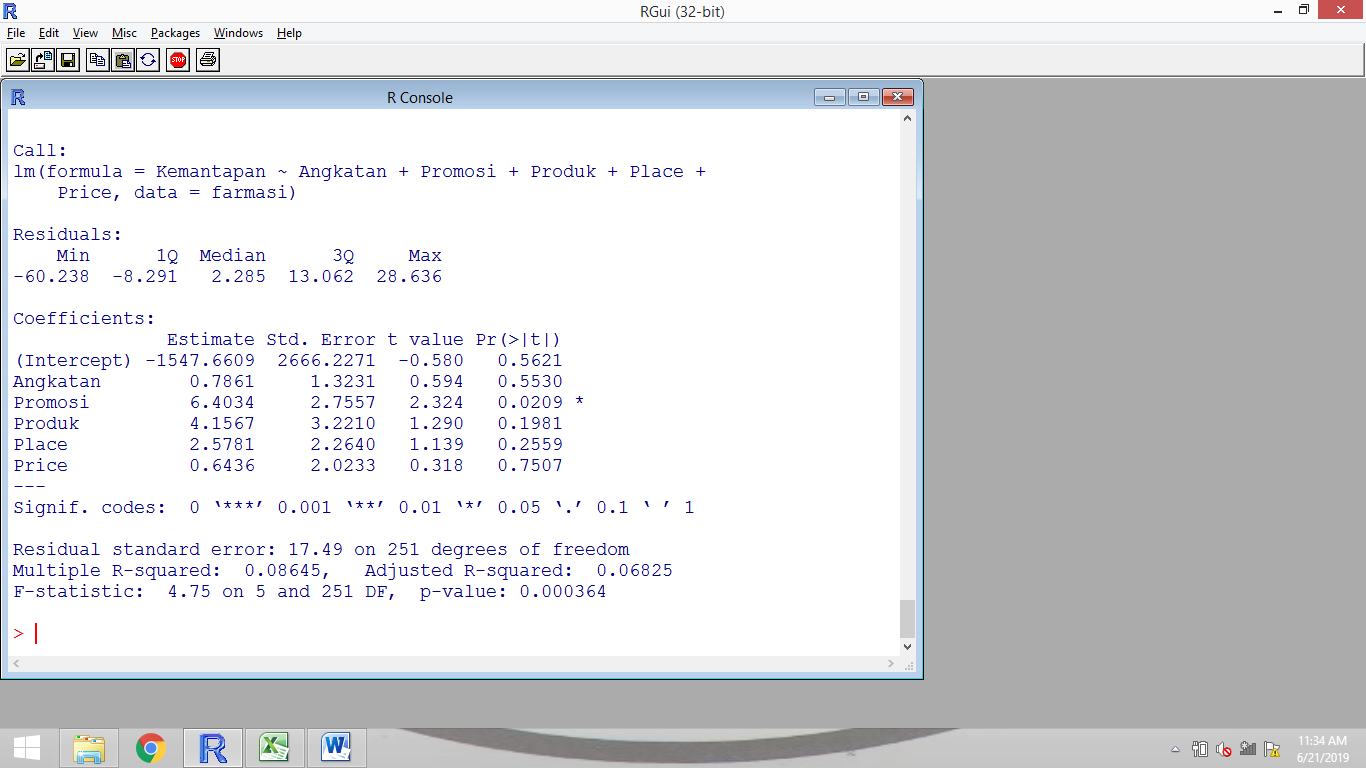 RGui (32-bit)
File Edit View Misc Packages Windows Help
STOP
R Console
Call:
lm(formula = Kemantapan ~ Angkatan + Promosi + Produk + Place +
    Price, data = farmasi)
Residuals:
    Min      1Q  Median      3Q     Max
-60.238  -8.291   2.285  13.062  28.636
Coefficients:
              Estimate Std. Error t value Pr(>|t|)
(Intercept) -1547.6609  2666.2271  -0.580   0.5621
Angkatan        0.7861     1.3231   0.594   0.5530
Promosi         6.4034     2.7557   2.324   0.0209 *
Produk          4.1567     3.2210   1.290   0.1981
Place           2.5781     2.2640   1.139   0.2559
Price           0.6436     2.0233   0.318   0.7507
---
Signif. codes:  0 ‘***’ 0.001 ‘**’ 0.01 ‘*’ 0.05 ‘.’ 0.1 ‘ ’ 1
Residual standard error: 17.49 on 251 degrees of freedom
Multiple R-squared:  0.08645,   Adjusted R-squared:  0.06825
F-statistic:  4.75 on 5 and 251 DF,  p-value: 0.000364
>
11:34 AM
6/21/2019